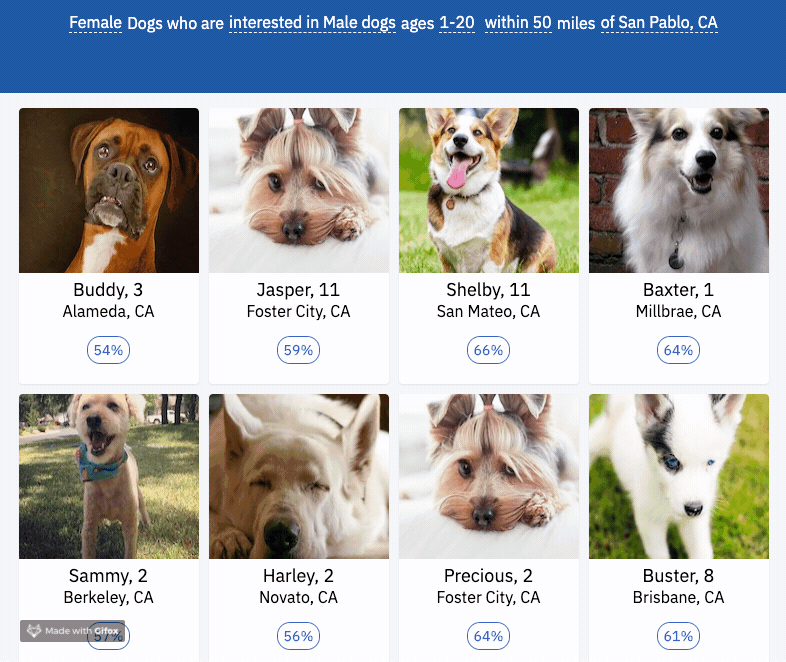 Female Dogs who are interested in Male dogs ages 1-20 within 50 miles of San Pablo, CA
Buddy, 3
Alameda, CA
54%
Jasper, 11
Foster City, CA
59%
Shelby, 11
San Mateo, CA
66%
Baxter, 1
Millbrae, CA
64%
Sammy, 2
Berkeley, CA
57%
Harley, 2
Novato, CA
56%
Precious, 2
Foster City, CA
64%
Buster, 8
Brisbane, CA
61%
Made with Gifox